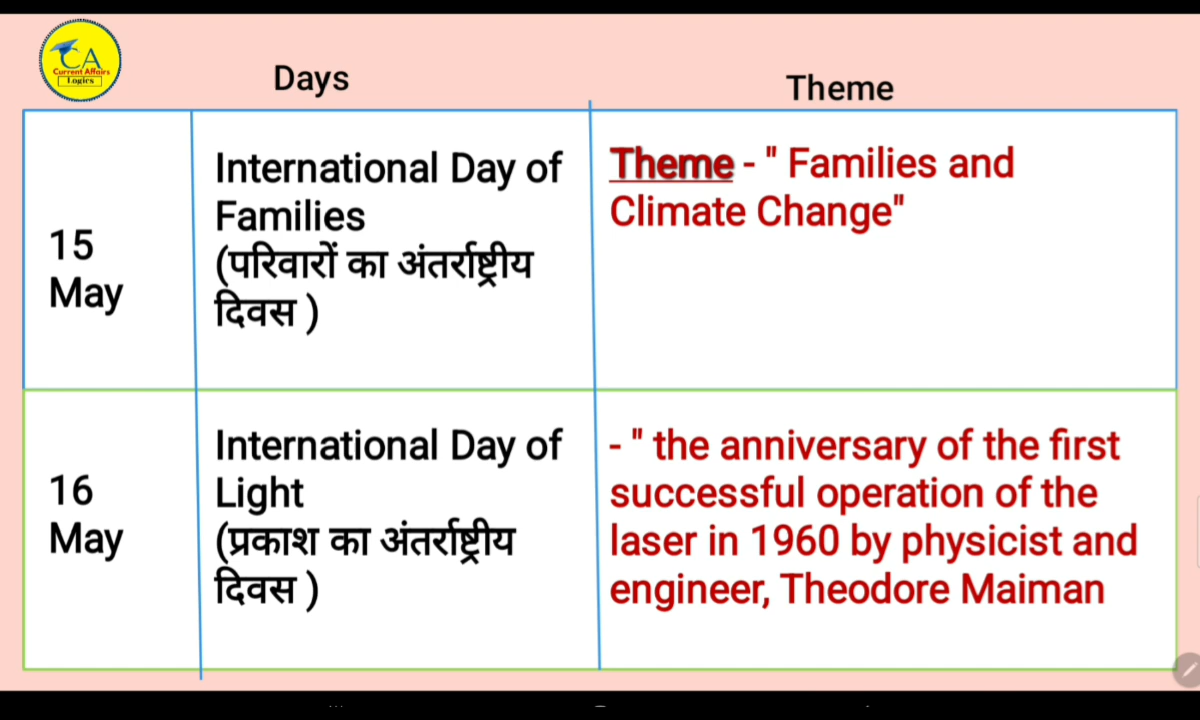 CA
Current Affairs
Logics
Days
Theme
15
May
International Day of
Families
(परिवारों का अंतर्राष्ट्रीय
दिवस )
Theme - " Families and
Climate Change"
16
May
International Day of
Light
(प्रकाश का अंतर्राष्ट्रीय
दिवस )
- " the anniversary of the first
successful operation of the
laser in 1960 by physicist and
engineer, Theodore Maiman